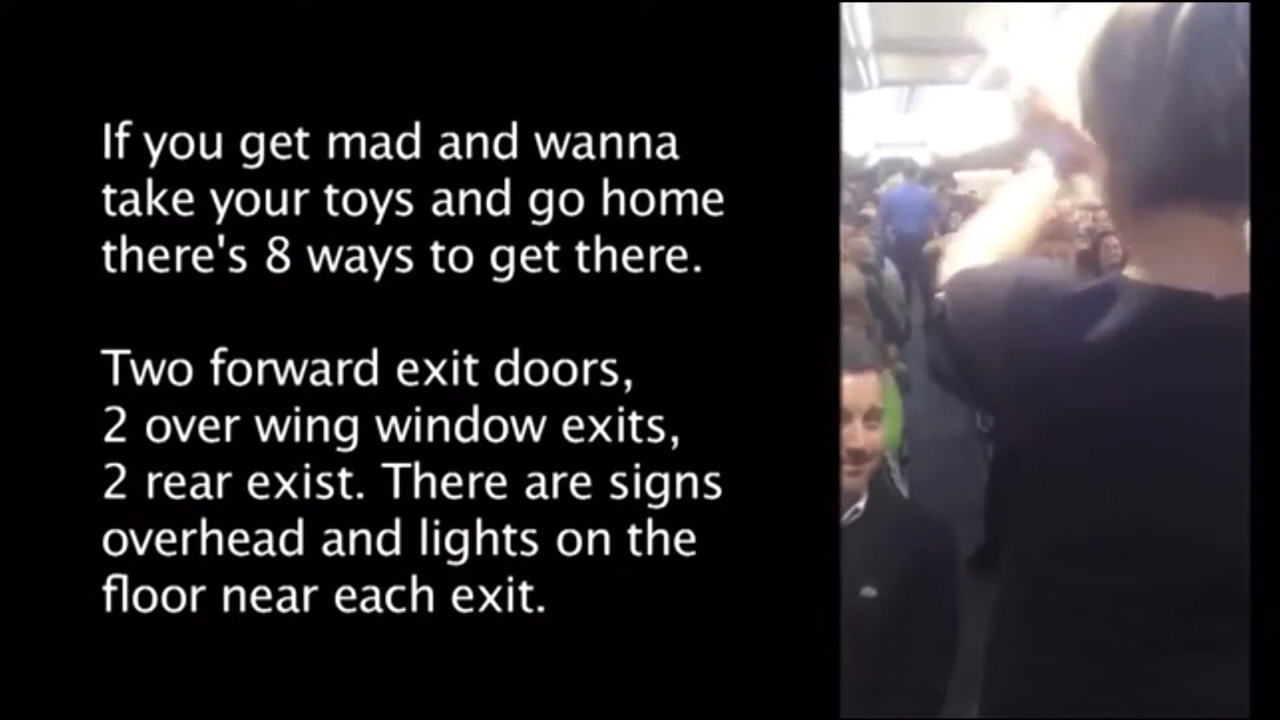 If you get mad and wanna
take your toys and go home
there's 8 ways to get there.
Two forward exit doors,
2 over wing window exits,
2 rear exist. There are signs
overhead and lights on the
floor near each exit.